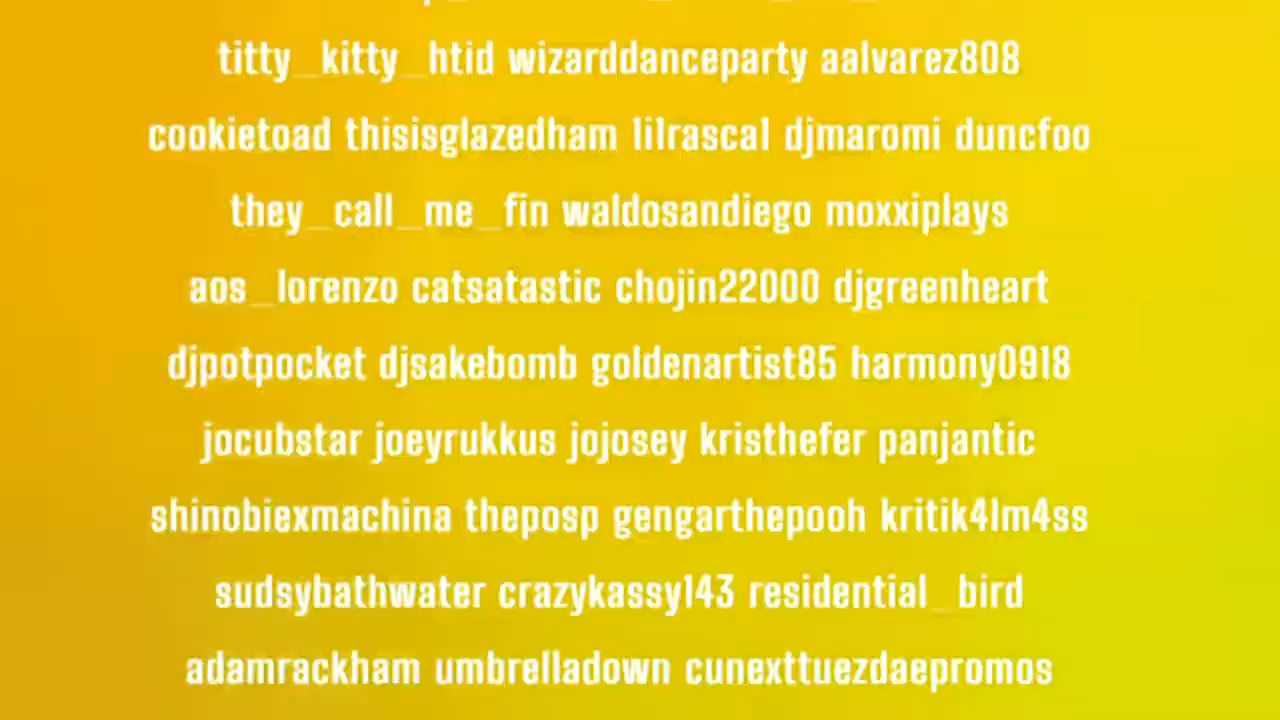 titty_kitty_htid wizarddanceparty aalvarez808
cookietoad thisisglazedham lilrascal djmaromi duncfoo
they_call_me_fin waldosandiego moxxiplays
aos_lorenzo catsatastic chojin22000 djgreenheart
djpotpocket djsakebomb goldenartist85 harmony0918
jocubstar joeyrukkus jojosey kristhefer panjantic
shinobiexmachina theposp gengarthepooh kritik4lm4ss
sudsybathwater crazykassy143 residential_bird
adamrackham umbrelladown cunexttuezdaepromos